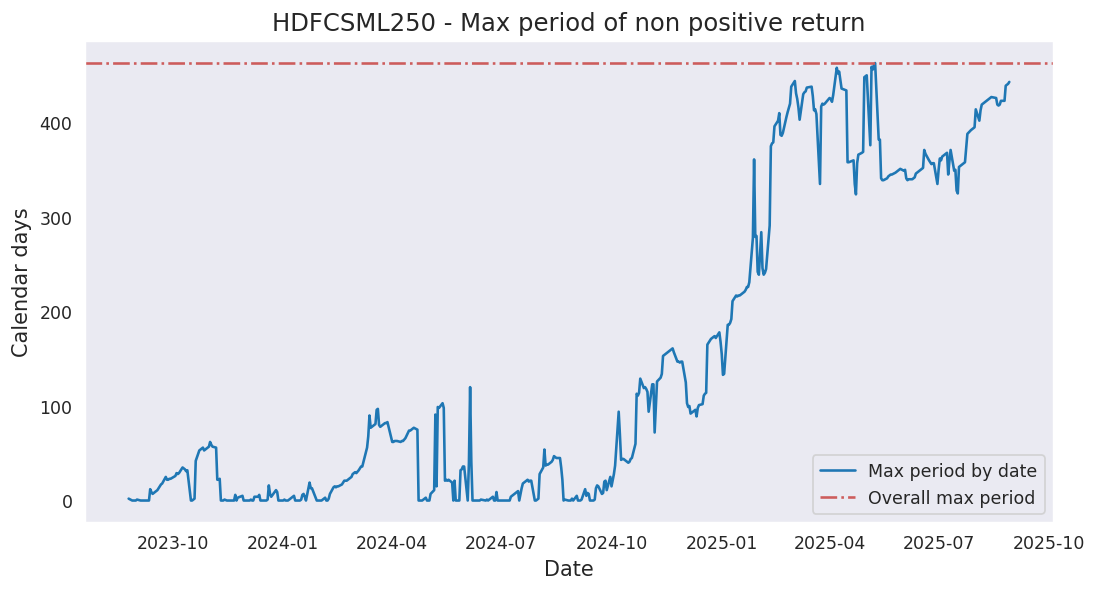 HDFCSML250 - Max period of non positive return
Calendar days
400
300
200
100
0
2023-10 2024-01 2024-04 2024-07 2024-10 2025-01 2025-04 2025-07 2025-10
Date
Max period by date
Overall max period